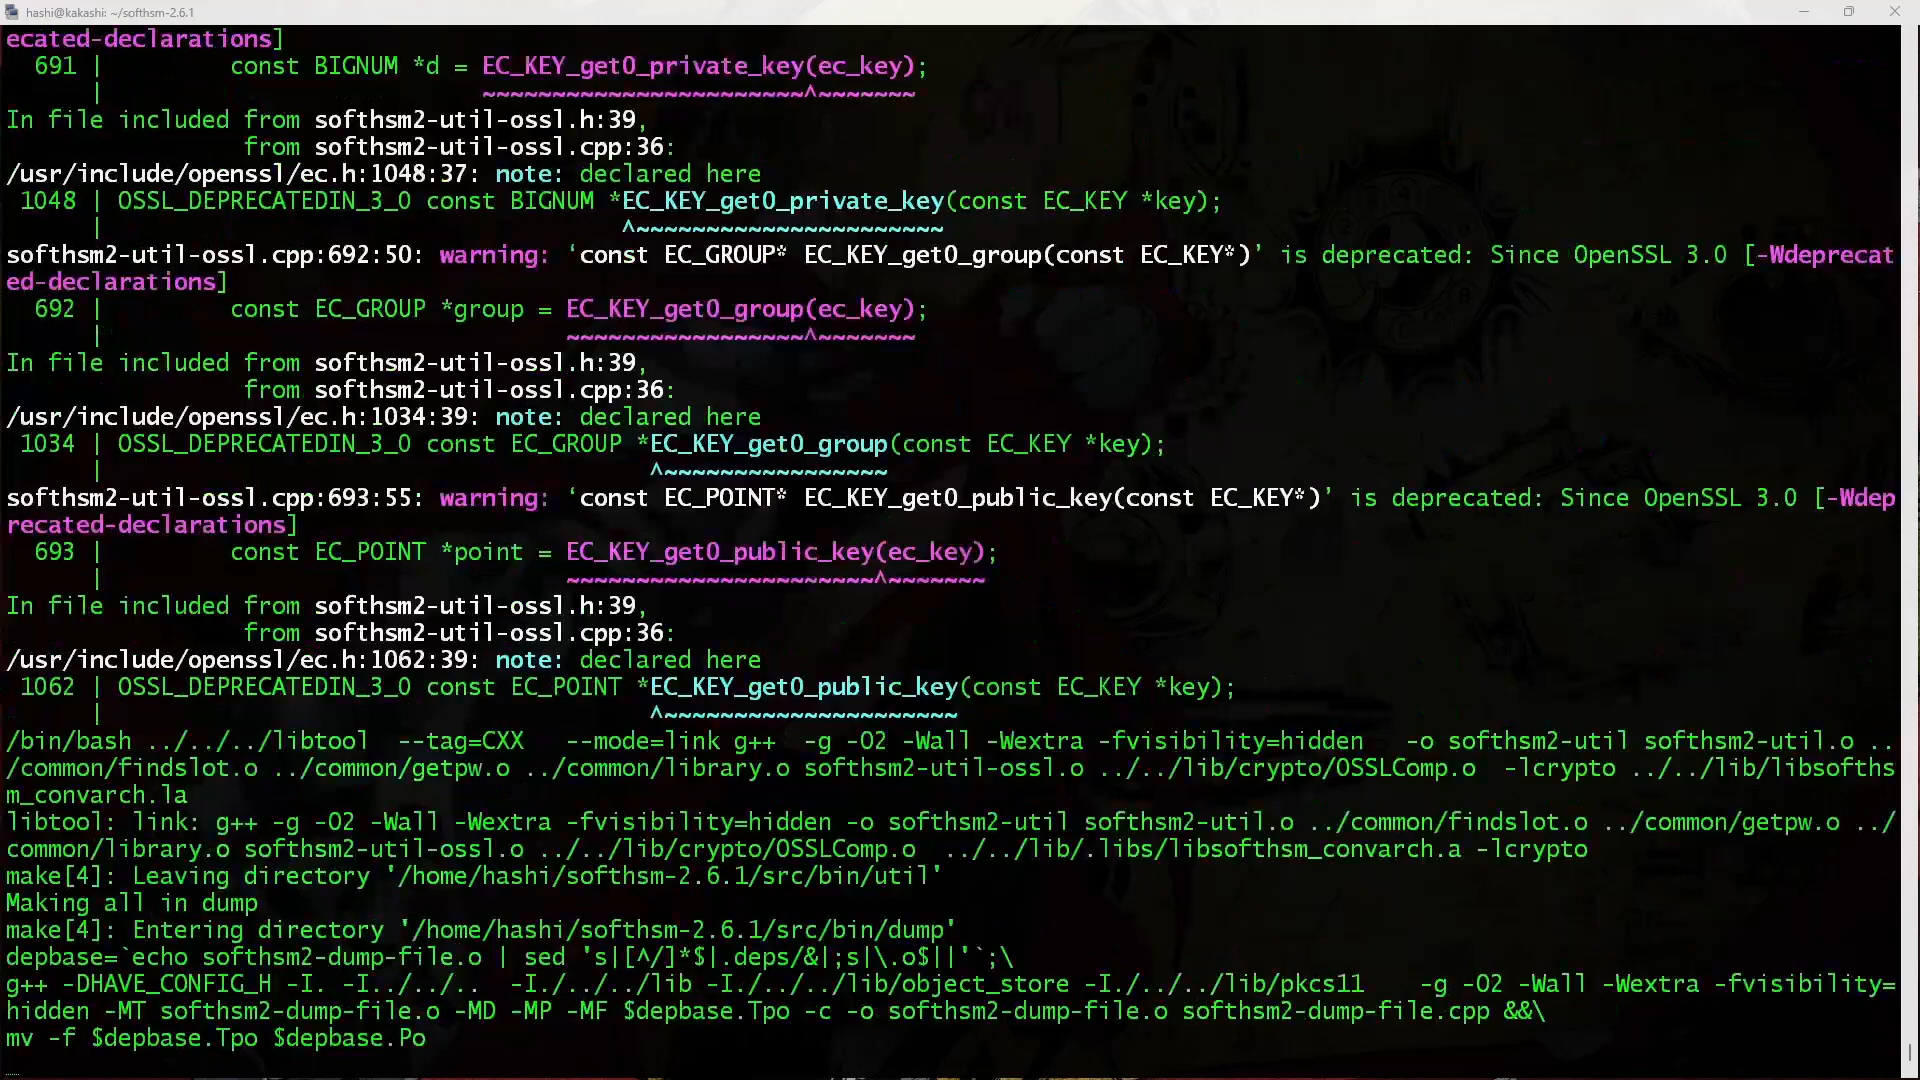 hashi@kakashi: ~/softhsm-2.6.1
ecated-declarations]
691 |         const BIGNUM *d = EC_KEY_get0_private_key(ec_key);
|                           ~~~~~~~~~~~~~~~~~~~~~~~^~~~~~~~
In file included from softhsm2-util-ossl.h:39,
from softhsm2-util-ossl.cpp:36:
/usr/include/openssl/ec.h:1048:37: note: declared here
1048 | OSSL_DEPRECATEDIN_3_0 const BIGNUM *EC_KEY_get0_private_key(const EC_KEY *key);
|                                     ^~~~~~~~~~~~~~~~~~~~~~~
softhsm2-util-ossl.cpp:692:50: warning: ‘const EC_GROUP* EC_KEY_get0_group(const EC_KEY*)’ is deprecated: Since OpenSSL 3.0 [-Wdeprecat
ed-declarations]
692 |         const EC_GROUP *group = EC_KEY_get0_group(ec_key);
|                                 ~~~~~~~~~~~~~~~~~^~~~~~~~
In file included from softhsm2-util-ossl.h:39,
from softhsm2-util-ossl.cpp:36:
/usr/include/openssl/ec.h:1034:39: note: declared here
1034 | OSSL_DEPRECATEDIN_3_0 const EC_GROUP *EC_KEY_get0_group(const EC_KEY *key);
|                                       ^~~~~~~~~~~~~~~~~
softhsm2-util-ossl.cpp:693:55: warning: ‘const EC_POINT* EC_KEY_get0_public_key(const EC_KEY*)’ is deprecated: Since OpenSSL 3.0 [-Wdep
recated-declarations]
693 |         const EC_POINT *point = EC_KEY_get0_public_key(ec_key);
|                                 ~~~~~~~~~~~~~~~~~~~~~~^~~~~~~~
In file included from softhsm2-util-ossl.h:39,
from softhsm2-util-ossl.cpp:36:
/usr/include/openssl/ec.h:1062:39: note: declared here
1062 | OSSL_DEPRECATEDIN_3_0 const EC_POINT *EC_KEY_get0_public_key(const EC_KEY *key);
|                                       ^~~~~~~~~~~~~~~~~~~~~~
/bin/bash ../../../libtool  --tag=CXX   --mode=link g++  -g -O2 -Wall -Wextra -fvisibility=hidden   -o softhsm2-util softhsm2-util.o ..
/common/findslot.o ../common/getpw.o ../common/library.o softhsm2-util-ossl.o ../../lib/crypto/OSSLComp.o  -lcrypto ../../lib/libsofths
m_convarch.la
libtool: link: g++ -g -O2 -Wall -Wextra -fvisibility=hidden -o softhsm2-util softhsm2-util.o ../common/findslot.o ../common/getpw.o ../
common/library.o softhsm2-util-ossl.o ../../lib/crypto/OSSLComp.o  ../../lib/.libs/libsofthsm_convarch.a -lcrypto
make[4]: Leaving directory '/home/hashi/softhsm-2.6.1/src/bin/util'
Making all in dump
make[4]: Entering directory '/home/hashi/softhsm-2.6.1/src/bin/dump'
depbase=`echo softhsm2-dump-file.o | sed 's|[^/]*$|.deps/&|;s|\.o$||'`;\
g++ -DHAVE_CONFIG_H -I. -I../../..  -I./../../lib -I./../../lib/object_store -I./../../lib/pkcs11    -g -O2 -Wall -Wextra -fvisibility=
hidden -MT softhsm2-dump-file.o -MD -MP -MF $depbase.Tpo -c -o softhsm2-dump-file.o softhsm2-dump-file.cpp &&\
mv -f $depbase.Tpo $depbase.Po